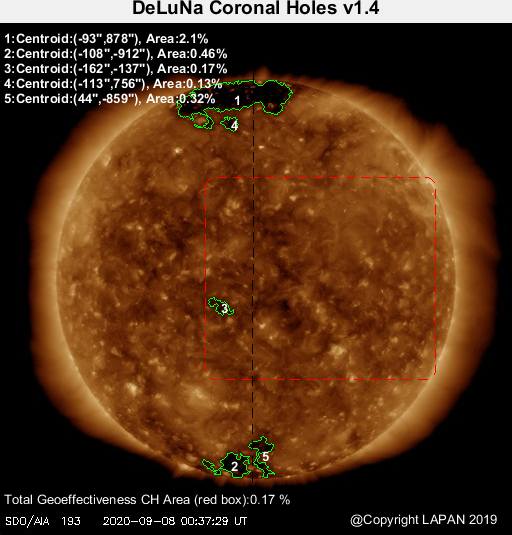 DeLuNa Coronal Holes v1.4
1:Centroid:(-93",878"), Area:2.1%
2:Centroid:(-108",-912"), Area:0.46%
3:Centroid:(-162",-137"), Area:0.17%
4:Centroid:(-113",756"), Area:0.13%
5:Centroid:(44",-859"), Area:0.32%
1
4
3
5
2
Total Geoeffectiveness CH Area (red box):0.17 %
SDO/AIA 193 2020-09-08 00:37:29 UT
@Copyright LAPAN 2019